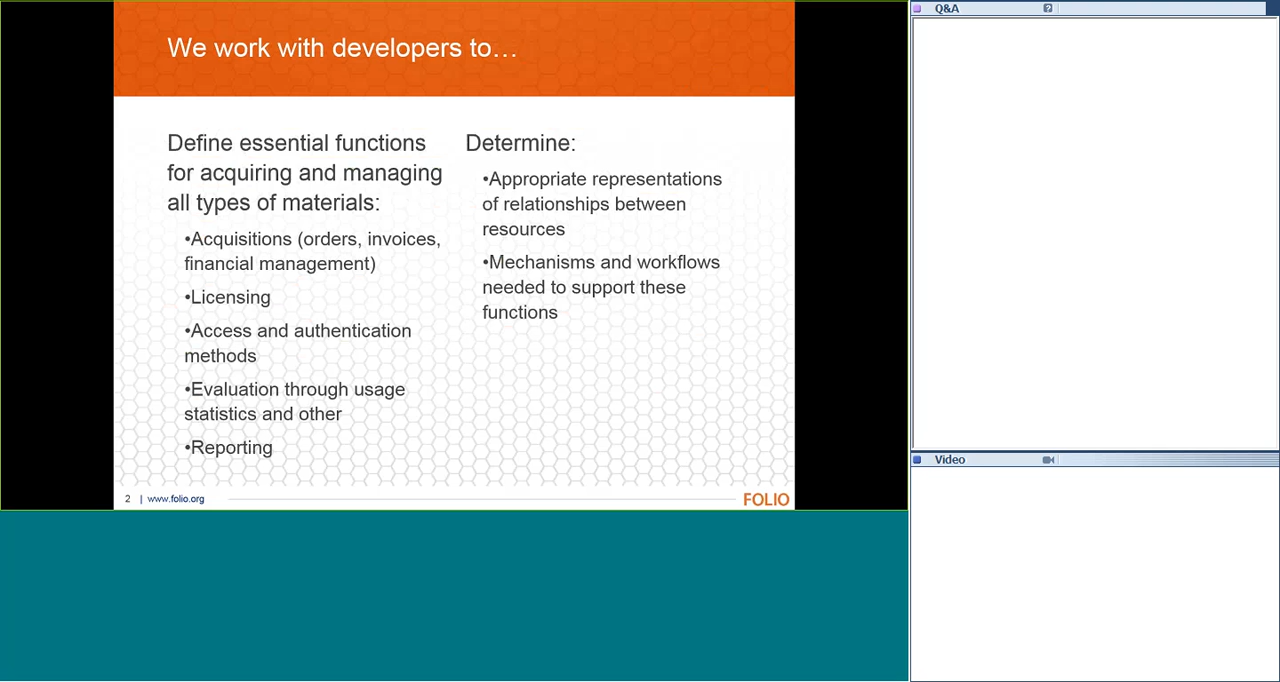 We work with developers to…
Define essential functions
for acquiring and managing
all types of materials:
•Acquisitions (orders, invoices,
financial management)
•Licensing
•Access and authentication
methods
•Evaluation through usage
statistics and other
•Reporting
Determine:
•Appropriate representations
of relationships between
resources
•Mechanisms and workflows
needed to support these
functions
2 | www.folio.org
FOLIO
Q&A
?
Video